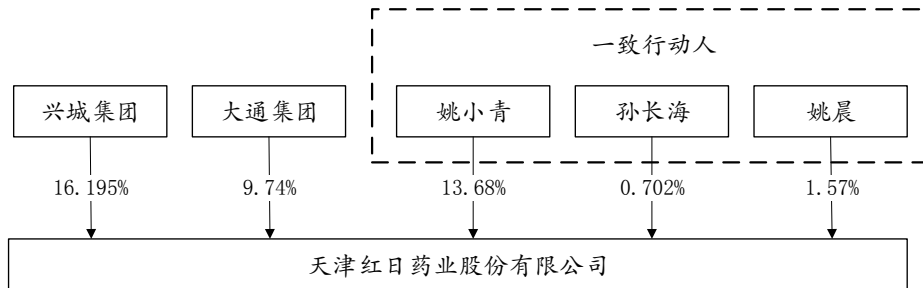 一致行动人
兴城集团 大通集团 姚小青 孙长海 姚晨
16.195% 9.74% 13.68% 0.702% 1.57%
天津红日药业股份有限公司